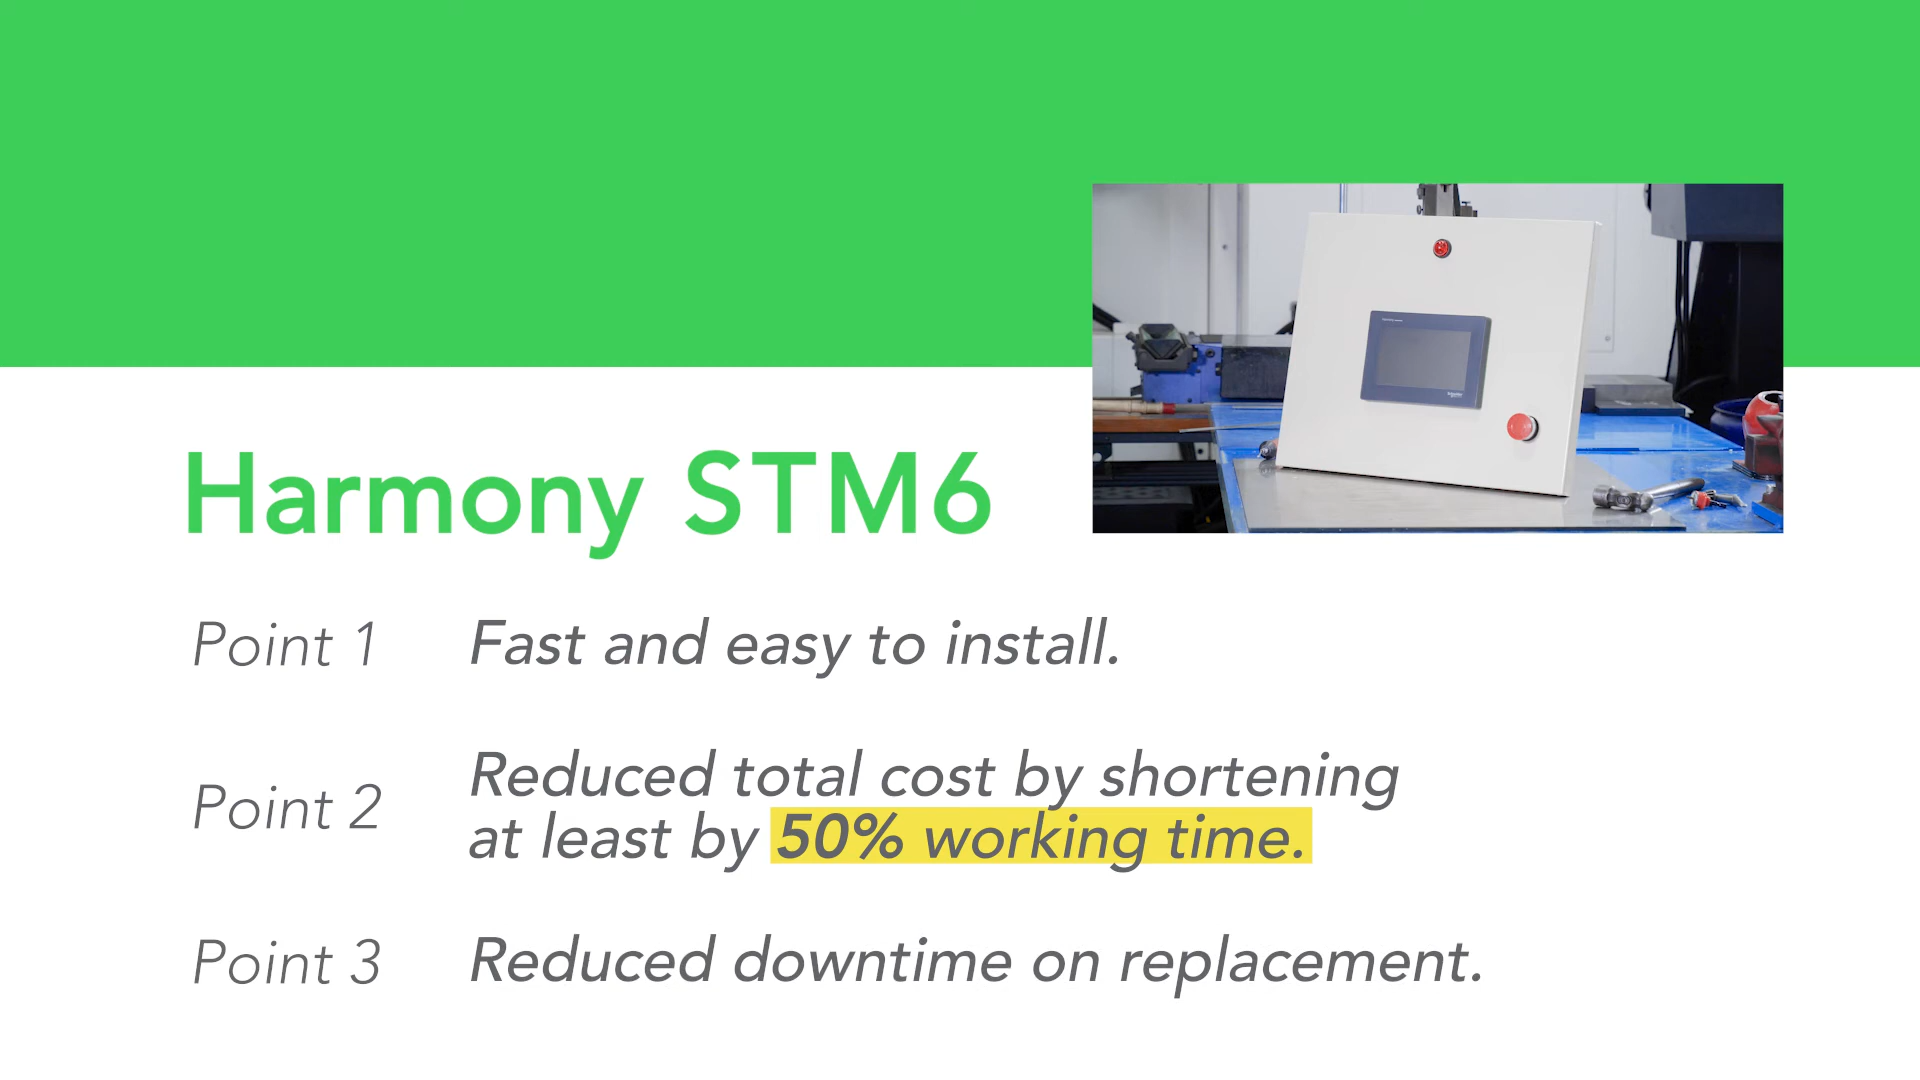 Harmony STM6
Point 1 Fast and easy to install.
Point 2 Reduced total cost by shortening
at least by 50% working time.
Point 3 Reduced downtime on replacement.
Schneider